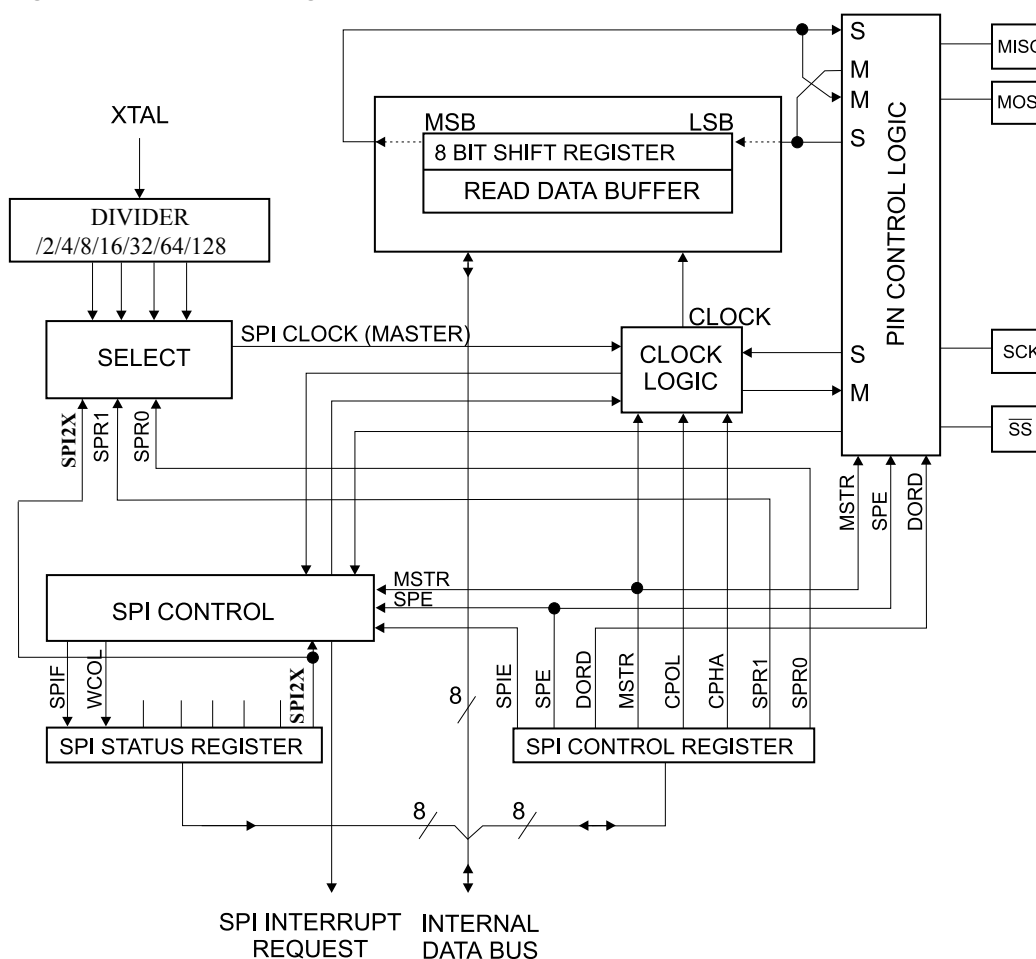 S
MISO
M
XTAL
MSB
LSB
M
MOSI
8 BIT SHIFT REGISTER
S
READ DATA BUFFER
DIVIDER
/2/4/8/16/32/64/128
PIN CONTROL LOGIC
SPI CLOCK (MASTER)
CLOCK
SELECT
CLOCK
LOGIC
S
SCK
M
SPI2X
SPR1
SPR0
SS
MSTR
SPE
DORD
SPI CONTROL
MSTR
SPE
SPIF
WCOL
SPI2X
8
SPIE
SPE
DORD
MSTR
CPOL
CPHA
SPR1
SPR0
SPI STATUS REGISTER
SPI CONTROL REGISTER
8
8
SPI INTERRUPT
REQUEST
INTERNAL
DATA BUS